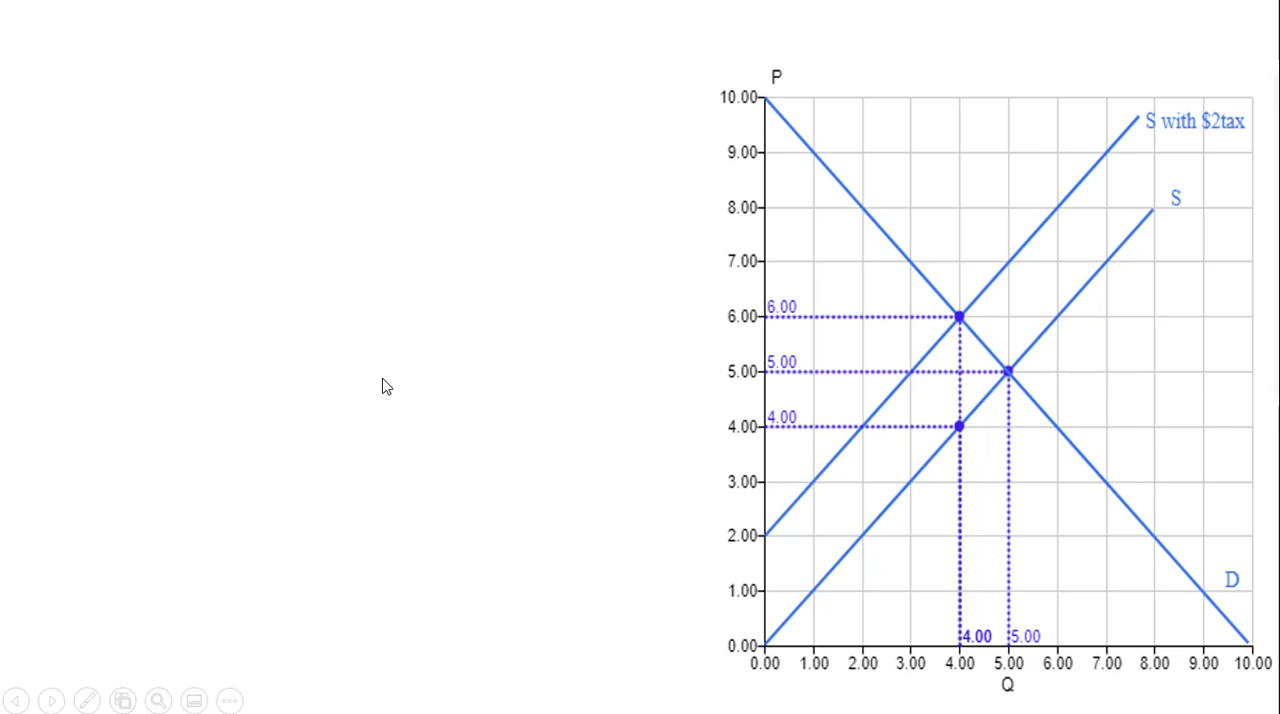 P
10.00
S with $2tax
9.00
S
8.00
7.00
6.00
6.00
5.00
5.00
4.00
4.00
3.00
2.00
1.00
D
0.00
4.00 5.00
0.00 1.00 2.00 3.00 4.00 5.00 6.00 7.00 8.00 9.00 10.00
Q